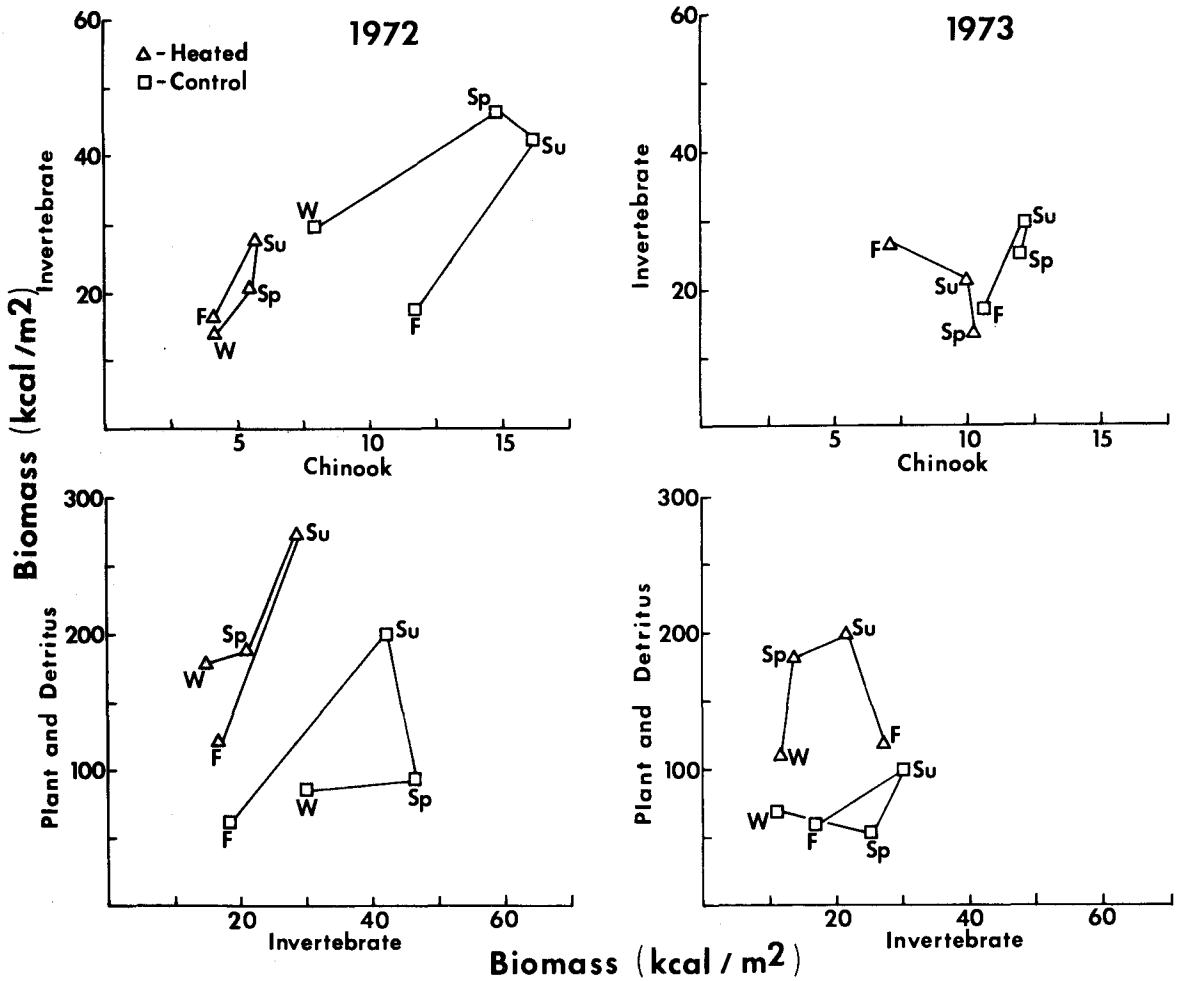 1972
△-Heated
□-Control
60
40
20
Invertebrate
Sp
Su
W
F
Su
Sp
F
W
5 10 15
Chinook
1973
60
40
20
Invertebrate
F
Su
Sp
Su
Sp
F
5 10 15
Chinook
Biomass (kcal/m2)
300
200
100
Plant and Detritus
Su
Sp
W
F
Su
W
Sp
F
20 40 60
Invertebrate
300
200
100
Plant and Detritus
Sp
Su
W
F
Su
W
F
Sp
20 40 60
Invertebrate
Biomass (kcal/m2)